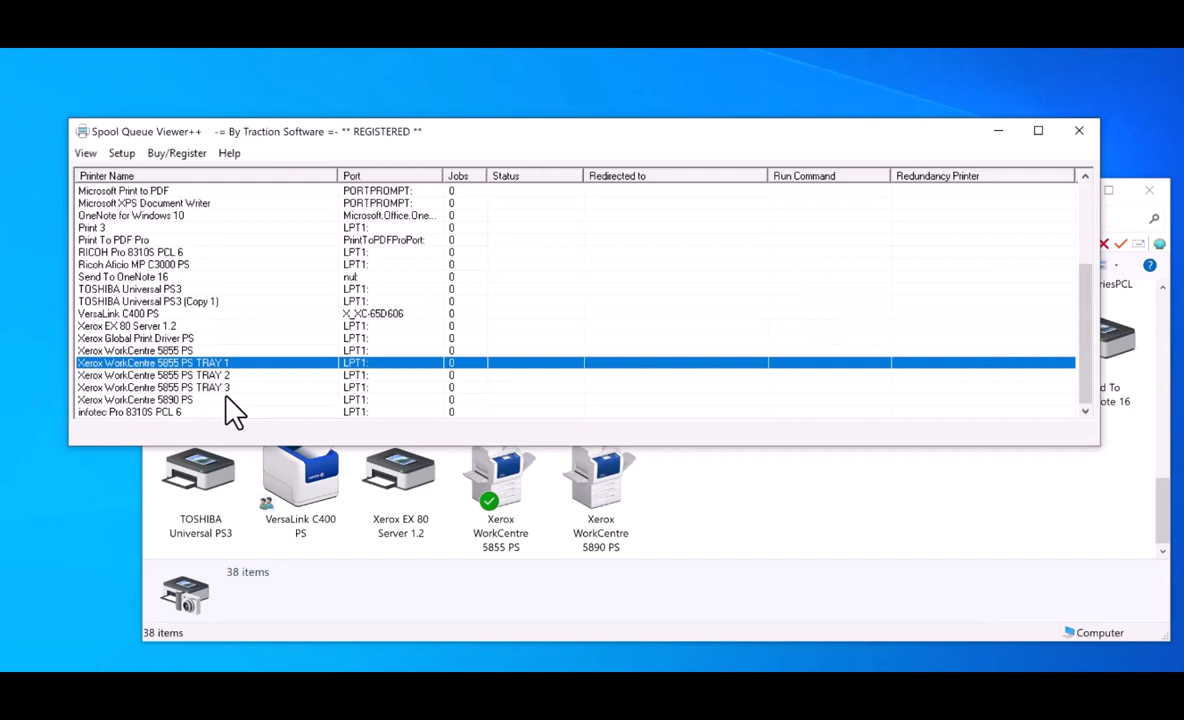 Spool Queue Viewer++ -= By Traction Software =- ** REGISTERED **
View Setup Buy/Register Help
Printer Name Port Jobs Status Redirected to Run Command Redundancy Printer
Microsoft Print to PDF PORTPROMPT: 0
Microsoft XPS Document Writer PORTPROMPT: 0
OneNote for Windows 10 Microsoft.Office.One... 0
Print 3 LPT1: 0
Print To PDF Pro PrintToPDFProPort: 0
RICOH Pro 8310S PCL 6 LPT1: 0
Ricoh Aficio MP C3000 PS LPT1: 0
Send To OneNote 16 nul: 0
TOSHIBA Universal PS3 LPT1: 0
TOSHIBA Universal PS3 (Copy 1) LPT1: 0
VersaLink C400 PS X_XC-65D606 0
Xerox EX 80 Server 1.2 LPT1: 0
Xerox Global Print Driver PS LPT1: 0
Xerox WorkCentre 5855 PS LPT1: 0
Xerox WorkCentre 5855 PS TRAY 1 LPT1: 0
Xerox WorkCentre 5855 PS TRAY 2 LPT1: 0
Xerox WorkCentre 5855 PS TRAY 3 LPT1: 0
Xerox WorkCentre 5890 PS LPT1: 0
infotec Pro 8310S PCL 6 LPT1: 0
riesPCL
d To
ote 16
TOSHIBA
Universal PS3
VersaLink C400
PS
Xerox EX 80
Server 1.2
Xerox
WorkCentre
5855 PS
Xerox
WorkCentre
5890 PS
38 items
38 items
Computer